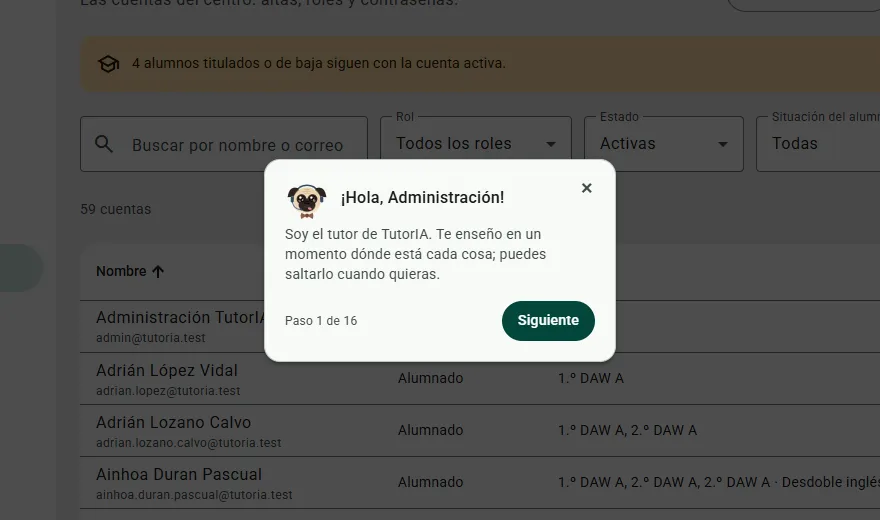 Las cuentas del centro: altas, roles y contraseñas.
4 alumnos titulados o de baja siguen con la cuenta activa.
Rol
Estado
Situación del
Buscar por nombre o correo
Todos los roles
Activas
Todas
¡Hola, Administración!
59 cuentas
Soy el tutor de TutorIA. Te enseño en un
momento dónde está cada cosa; puedes
saltarlo cuando quieras.
Nombre
Paso 1 de 16
Siguiente
Administración TutorIA
admin@tutoria.test
Adrián López Vidal
adrian.lopez@tutoria.test
Alumnado
1.º DAW A
Adrián Lozano Calvo
adrian.lozano.calvo@tutoria.test
Alumnado
1.º DAW A, 2.º DAW A
Ainhoa Duran Pascual
ainhoa.duran.pascual@tutoria.test
Alumnado
1.º DAW A, 2.º DAW A, 2.º DAW A · Desdoble inglés